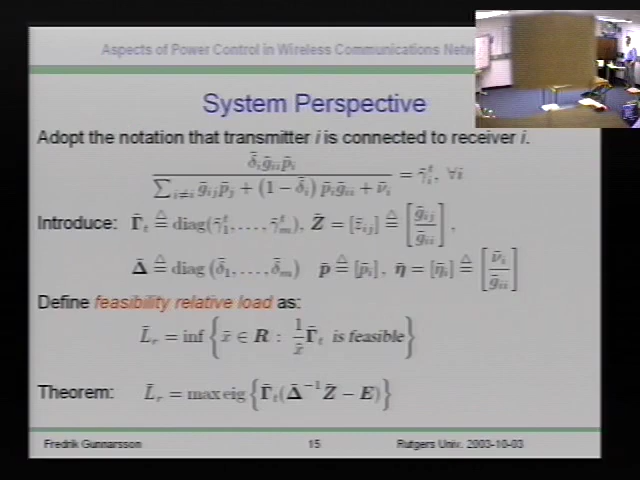 Aspects of Power Control in Wireless Communications Netw
System Perspective
Adopt the notation that transmitter i is connected to receiver i.
δ̄ᵢḡᵢᵢp̄ᵢ / (∑ᵢ≠ᵢ ḡᵢⱼp̄ⱼ + (1 − δ̄ᵢ) p̄ᵢḡᵢᵢ + ν̄ᵢ) = γ̄ᵢᵗ, ∀i
Introduce: Γ̄ₜ ≜ diag(γ̄₁ᵗ, . . . , γ̄ₘᵗ), Z̄ = [z̄ᵢⱼ] ≜ [ḡᵢⱼ / ḡᵢᵢ],
Δ̄ ≜ diag (δ̄₁, . . . , δ̄ₘ), p̄ ≜ [p̄ᵢ], η̄ = [η̄ᵢ] ≜ [ν̄ᵢ / ḡᵢᵢ]
Define feasibility relative load as:
L̄ᵣ = inf { x̄ ∈ R : 1/x̄ Γ̄ₜ is feasible }
Theorem: L̄ᵣ = max eig { Γ̄ₜ(Δ̄⁻¹Z̄ − E) }
Fredrik Gunnarsson 15 Rutgers Univ. 2003-10-03